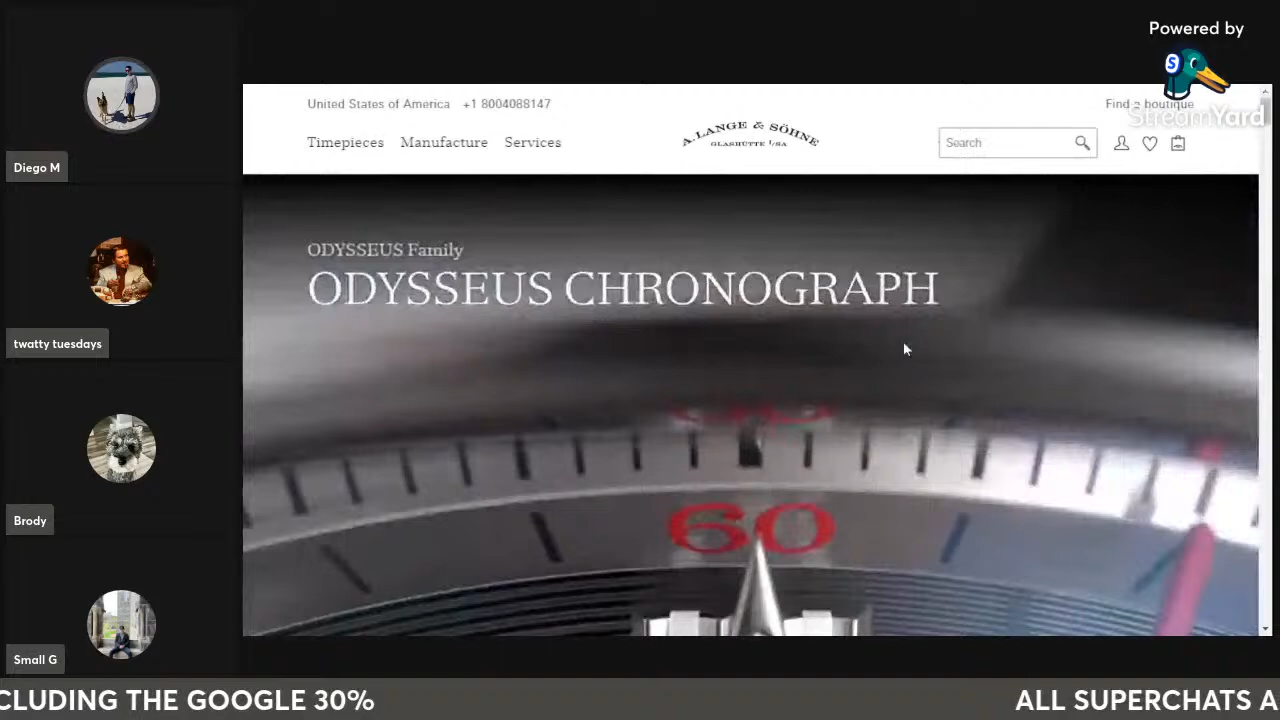 Powered by
StreamYard
Diego M
twatty tuesdays
Brody
Small G
United States of America +1 8004088147
Find a boutique
Timepieces Manufacture Services
A. LANGE & SÖHNE
GLASHÜTTE I/SA
Search
ODYSSEUS Family
ODYSSEUS CHRONOGRAPH
60
CLUDING THE GOOGLE 30%
ALL SUPERCHATS A